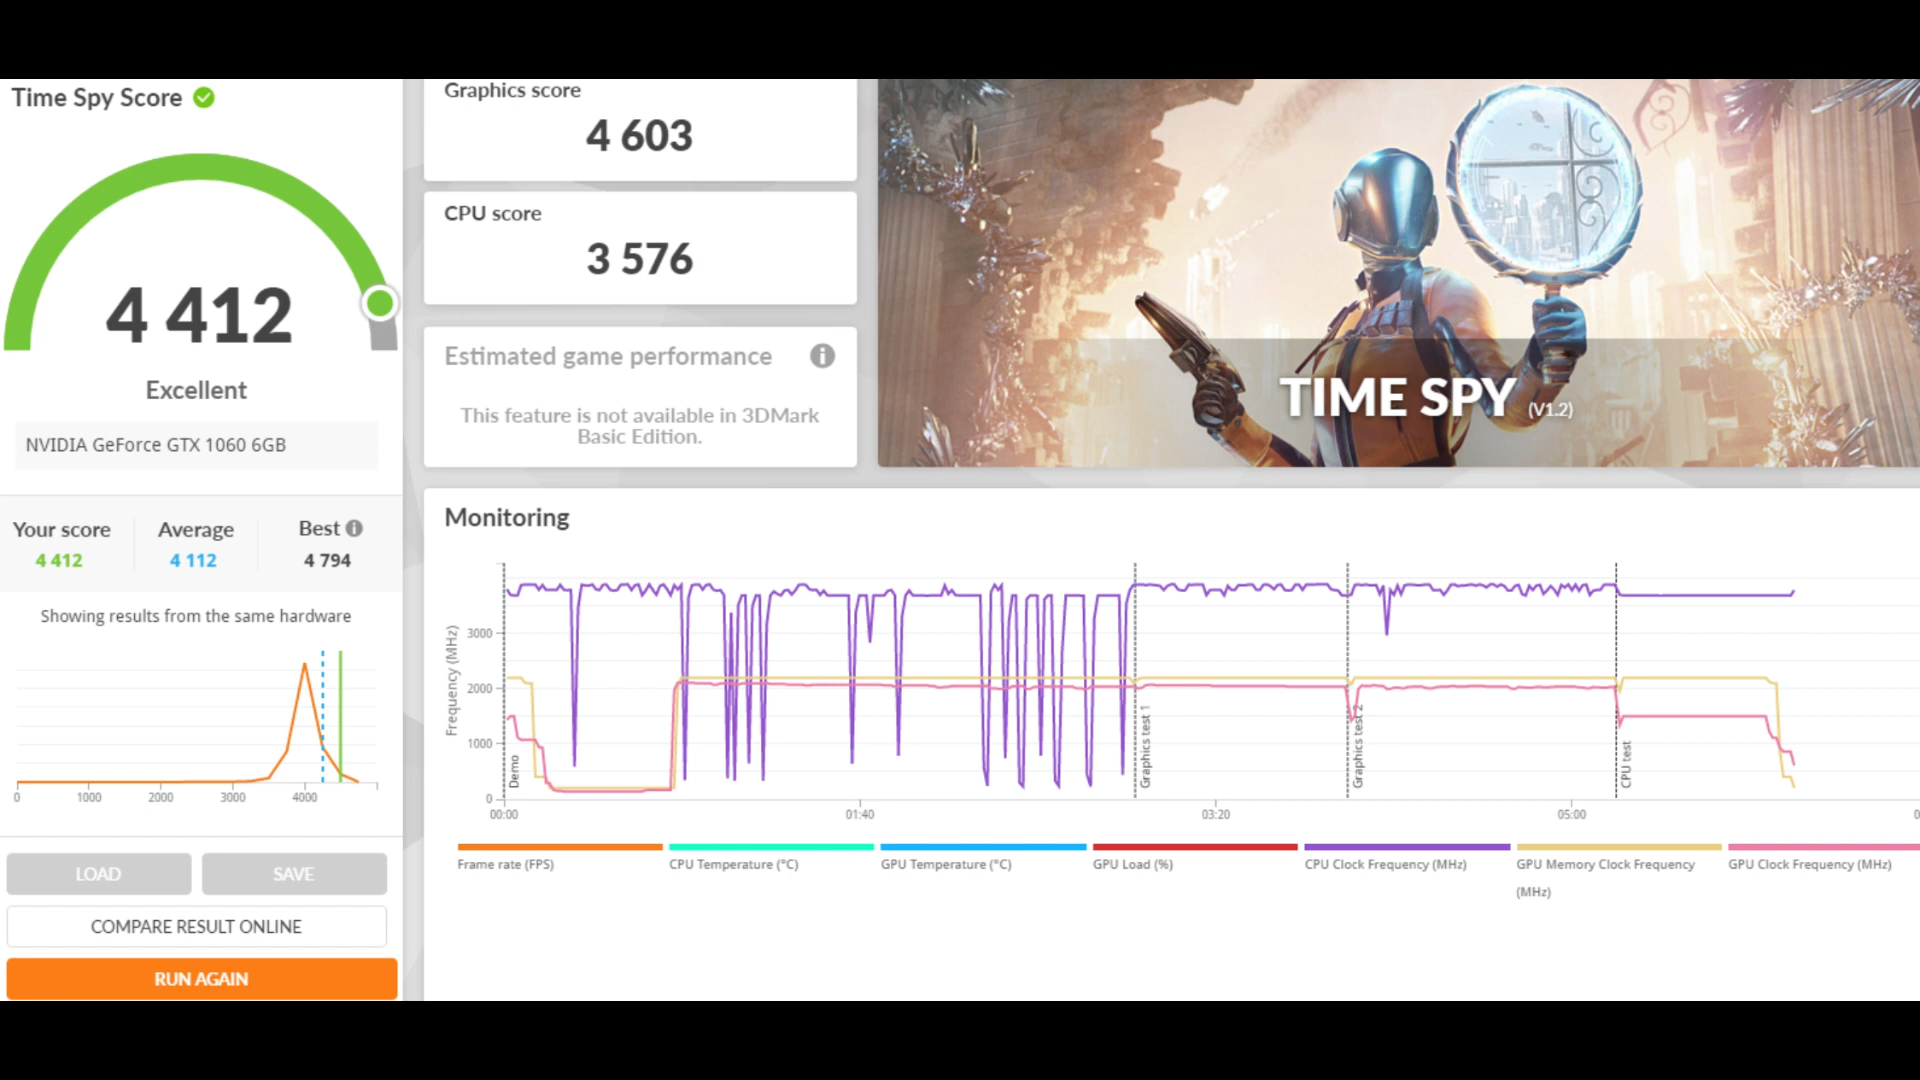 Time Spy Score
4 412
Excellent
NVIDIA GeForce GTX 1060 6GB
Your score
4 412
Average
4 112
Best
4 794
Showing results from the same hardware
0 1000 2000 3000 4000
LOAD
SAVE
COMPARE RESULT ONLINE
RUN AGAIN
Graphics score
4 603
CPU score
3 576
Estimated game performance
This feature is not available in 3DMark
Basic Edition.
TIME SPY (V1.2)
Monitoring
Frequency (MHz)
3000
2000
1000
0
Demo
Graphics test 1
Graphics test 2
CPU test
00:00 01:40 03:20 05:00
Frame rate (FPS)
CPU Temperature (°C)
GPU Temperature (°C)
GPU Load (%)
CPU Clock Frequency (MHz)
GPU Memory Clock Frequency
(MHz)
GPU Clock Frequency (MHz)